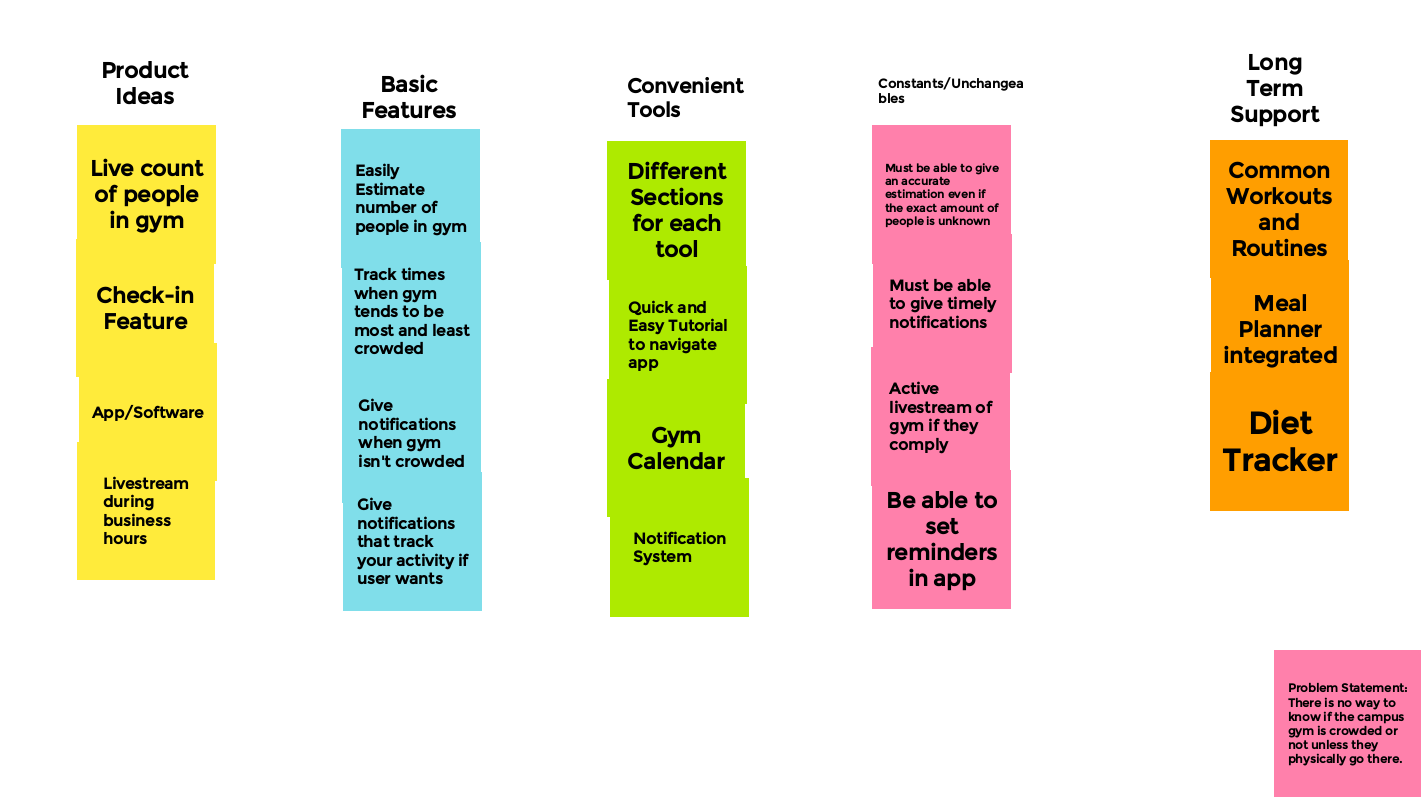 Product
Ideas
Live count
of people
in gym
Check-in
Feature
App/Software
Livestream
during
business
hours
Basic
Features
Easily
Estimate
number of
people in gym
Track times
when gym
tends to be
most and least
crowded
Give
notifications
when gym
isn't crowded
Give
notifications
that track
your activity if
user wants
Convenient
Tools
Different
Sections
for each
tool
Quick and
Easy Tutorial
to navigate
app
Gym
Calendar
Notification
System
Constants/Unchangea
bles
Must be able to give
an accurate
estimation even if
the exact amount of
people is unknown
Must be able
to give timely
notifications
Active
livestream of
gym if they
comply
Be able to
set
reminders
in app
Long
Term
Support
Common
Workouts
and
Routines
Meal
Planner
integrated
Diet
Tracker
Problem Statement:
There is no way to
know if the campus
gym is crowded or
not unless they
physically go there.